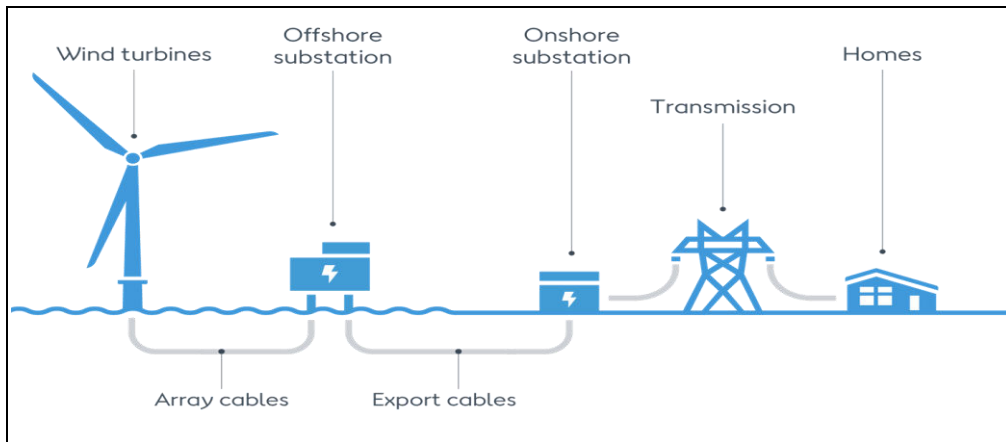 Wind turbines
Offshore
substation
Onshore
substation
Homes
Transmission
Array cables
Export cables